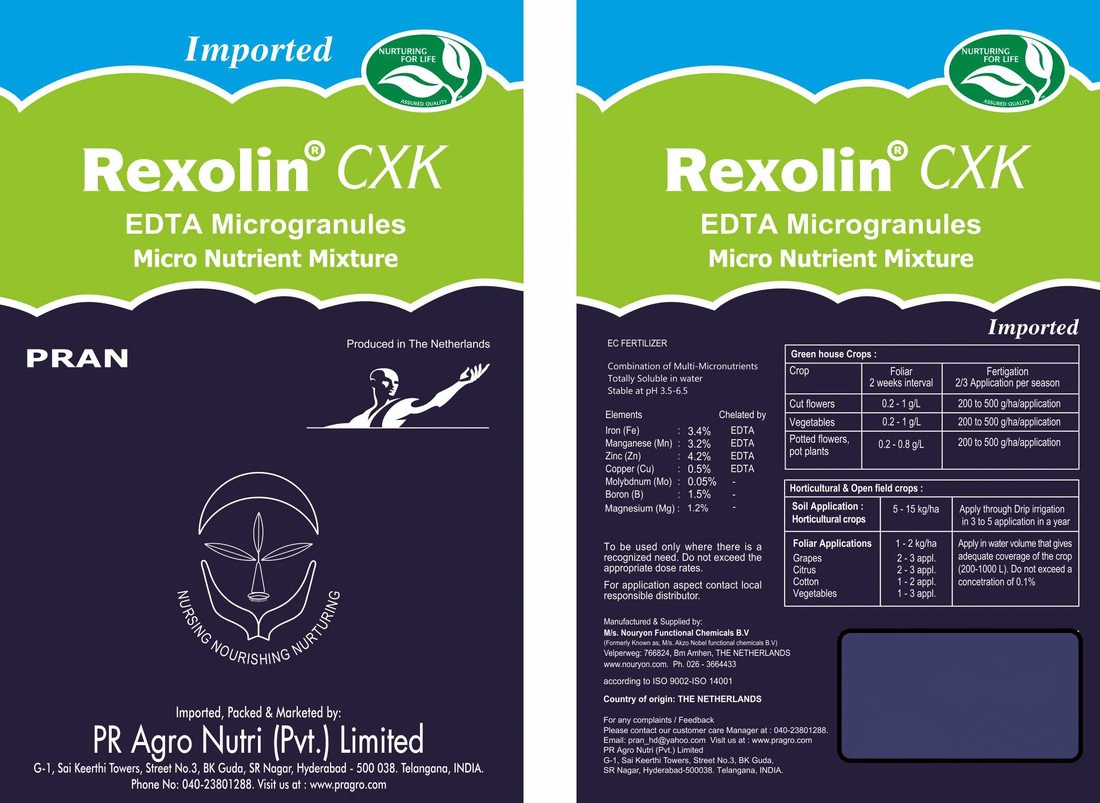 Imported
NURTURING
FOR LIFE
ASSURED QUALITY
Rexolin® CXK
EDTA Microgranules
Micro Nutrient Mixture
PRAN
Produced in The Netherlands
NURSING NOURISHING NURTURING
Imported, Packed & Marketed by:
PR Agro Nutri (Pvt.) Limited
G-1, Sai Keerthi Towers, Street No.3, BK Guda, SR Nagar, Hyderabad - 500 038. Telangana, INDIA.
Phone No: 040-23801288. Visit us at : www.pragro.com
NURTURING
FOR LIFE
ASSURED QUALITY
Rexolin® CXK
EDTA Microgranules
Micro Nutrient Mixture
Imported
EC FERTILIZER
Combination of Multi-Micronutrients
Totally Soluble in water
Stable at pH 3.5-6.5
Elements Chelated by
Iron (Fe) : 3.4% EDTA
Manganese (Mn) : 3.2% EDTA
Zinc (Zn) : 4.2% EDTA
Copper (Cu) : 0.5% EDTA
Molybdnum (Mo) : 0.05% -
Boron (B) : 1.5% -
Magnesium (Mg) : 1.2% -
To be used only where there is a
recognized need. Do not exceed the
appropriate dose rates.
For application aspect contact local
responsible distributor.
Green house Crops :
Crop Foliar Fertigation
2 weeks interval 2/3 Application per season
Cut flowers 0.2 - 1 g/L 200 to 500 g/ha/application
Vegetables 0.2 - 1 g/L 200 to 500 g/ha/application
Potted flowers, 0.2 - 0.8 g/L 200 to 500 g/ha/application
pot plants
Horticultural & Open field crops :
Soil Application : 5 - 15 kg/ha Apply through Drip irrigation
Horticultural crops in 3 to 5 application in a year
Foliar Applications 1 - 2 kg/ha Apply in water volume that gives
Grapes 2 - 3 appl. adequate coverage of the crop
Citrus 2 - 3 appl. (200-1000 L). Do not exceed a
Cotton 1 - 2 appl. concetration of 0.1%
Vegetables 1 - 3 appl.
Manufactured & Supplied by:
M/s. Nouryon Functional Chemicals B.V
(Formerly Known as, M/s. Akzo Nobel functional chemicals B.V)
Velperweg: 766824, Bm Amhen, THE NETHERLANDS
www.nouryon.com. Ph. 026 - 3664433
according to ISO 9002-ISO 14001
Country of origin: THE NETHERLANDS
For any complaints / Feedback
Please contact our customer care Manager at : 040-23801288.
Email: pran_hd@yahoo.com Visit us at : www.pragro.com
PR Agro Nutri (Pvt.) Limited
G-1, Sai Keerthi Towers, Street No.3, BK Guda,
SR Nagar, Hyderabad-500038. Telangana, INDIA.